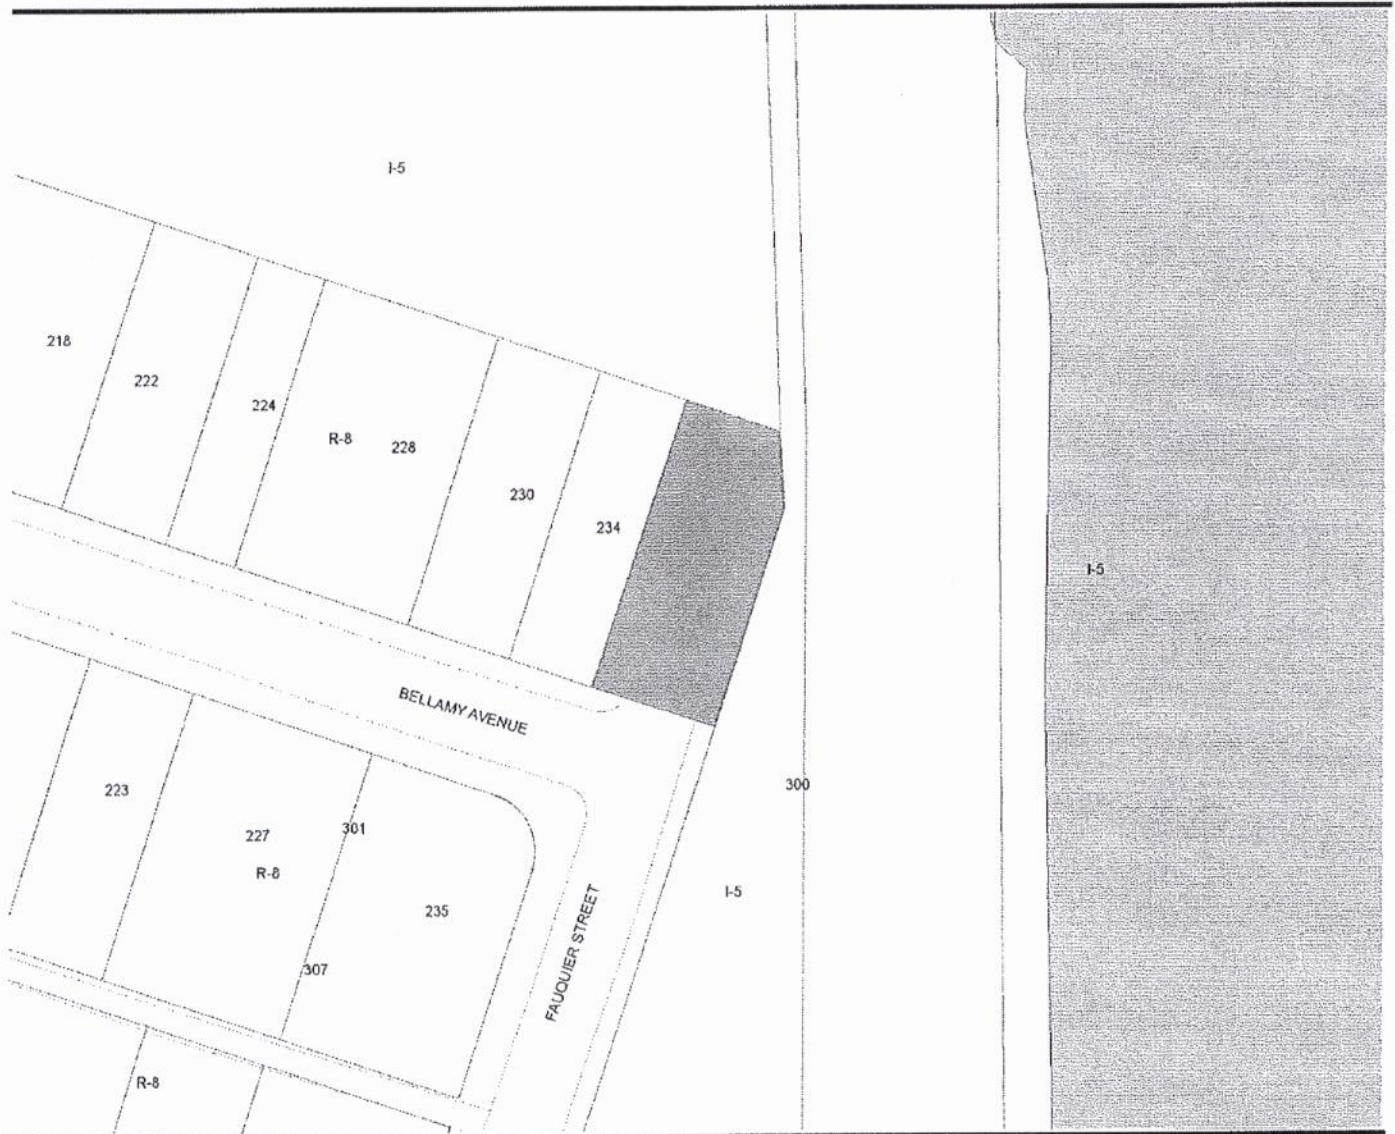 I-5
218
222
224
R-8
228
230
234
I-5
BELLAMY AVENUE
223
227
301
300
R-8
235
I-5
FAUQUIER STREET
307
R-8